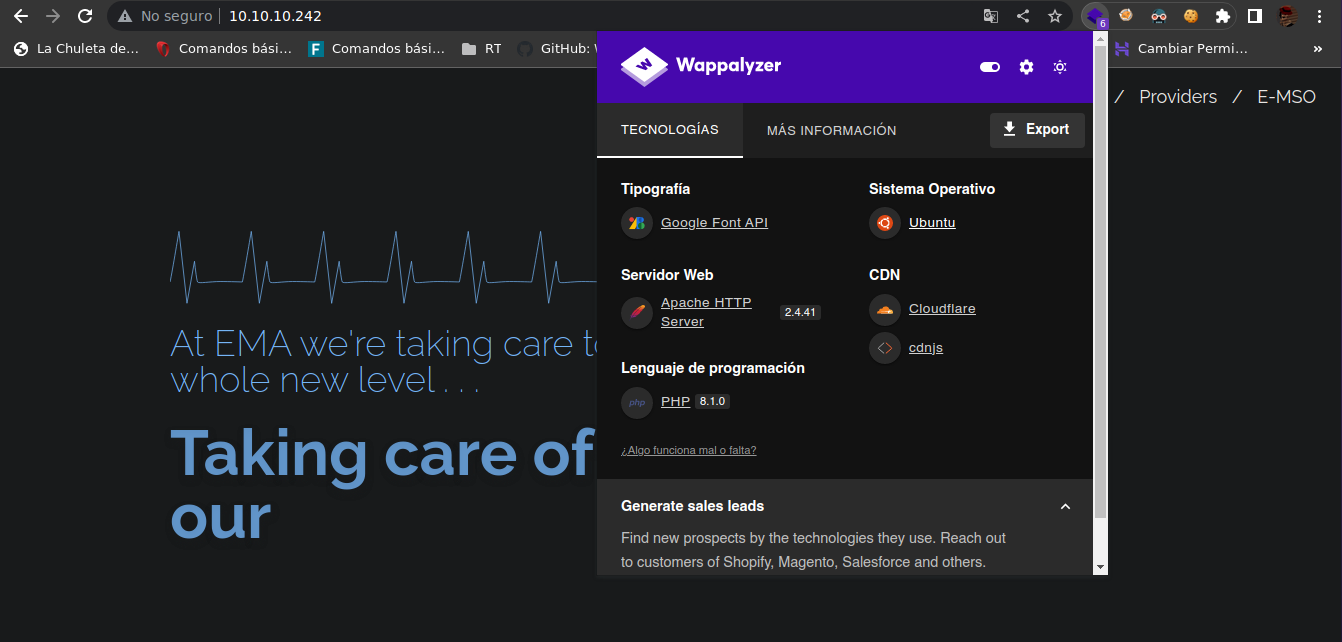 No seguro 10.10.10.242
6
La Chuleta de... Comandos bási... F Comandos bási... RT GitHub: Cambiar Permi... »
W Wappalyzer
/ Providers / E-MSO
TECNOLOGÍAS MÁS INFORMACIÓN Export
Tipografía
Google Font API
Sistema Operativo
Ubuntu
Servidor Web
Apache HTTP
Server 2.4.41
CDN
Cloudflare
cdnjs
Lenguaje de programación
php PHP 8.1.0
¿Algo funciona mal o falta?
Generate sales leads
Find new prospects by the technologies they use. Reach out
to customers of Shopify, Magento, Salesforce and others.
At EMA we're taking care
whole new level . . .
Taking care of
our